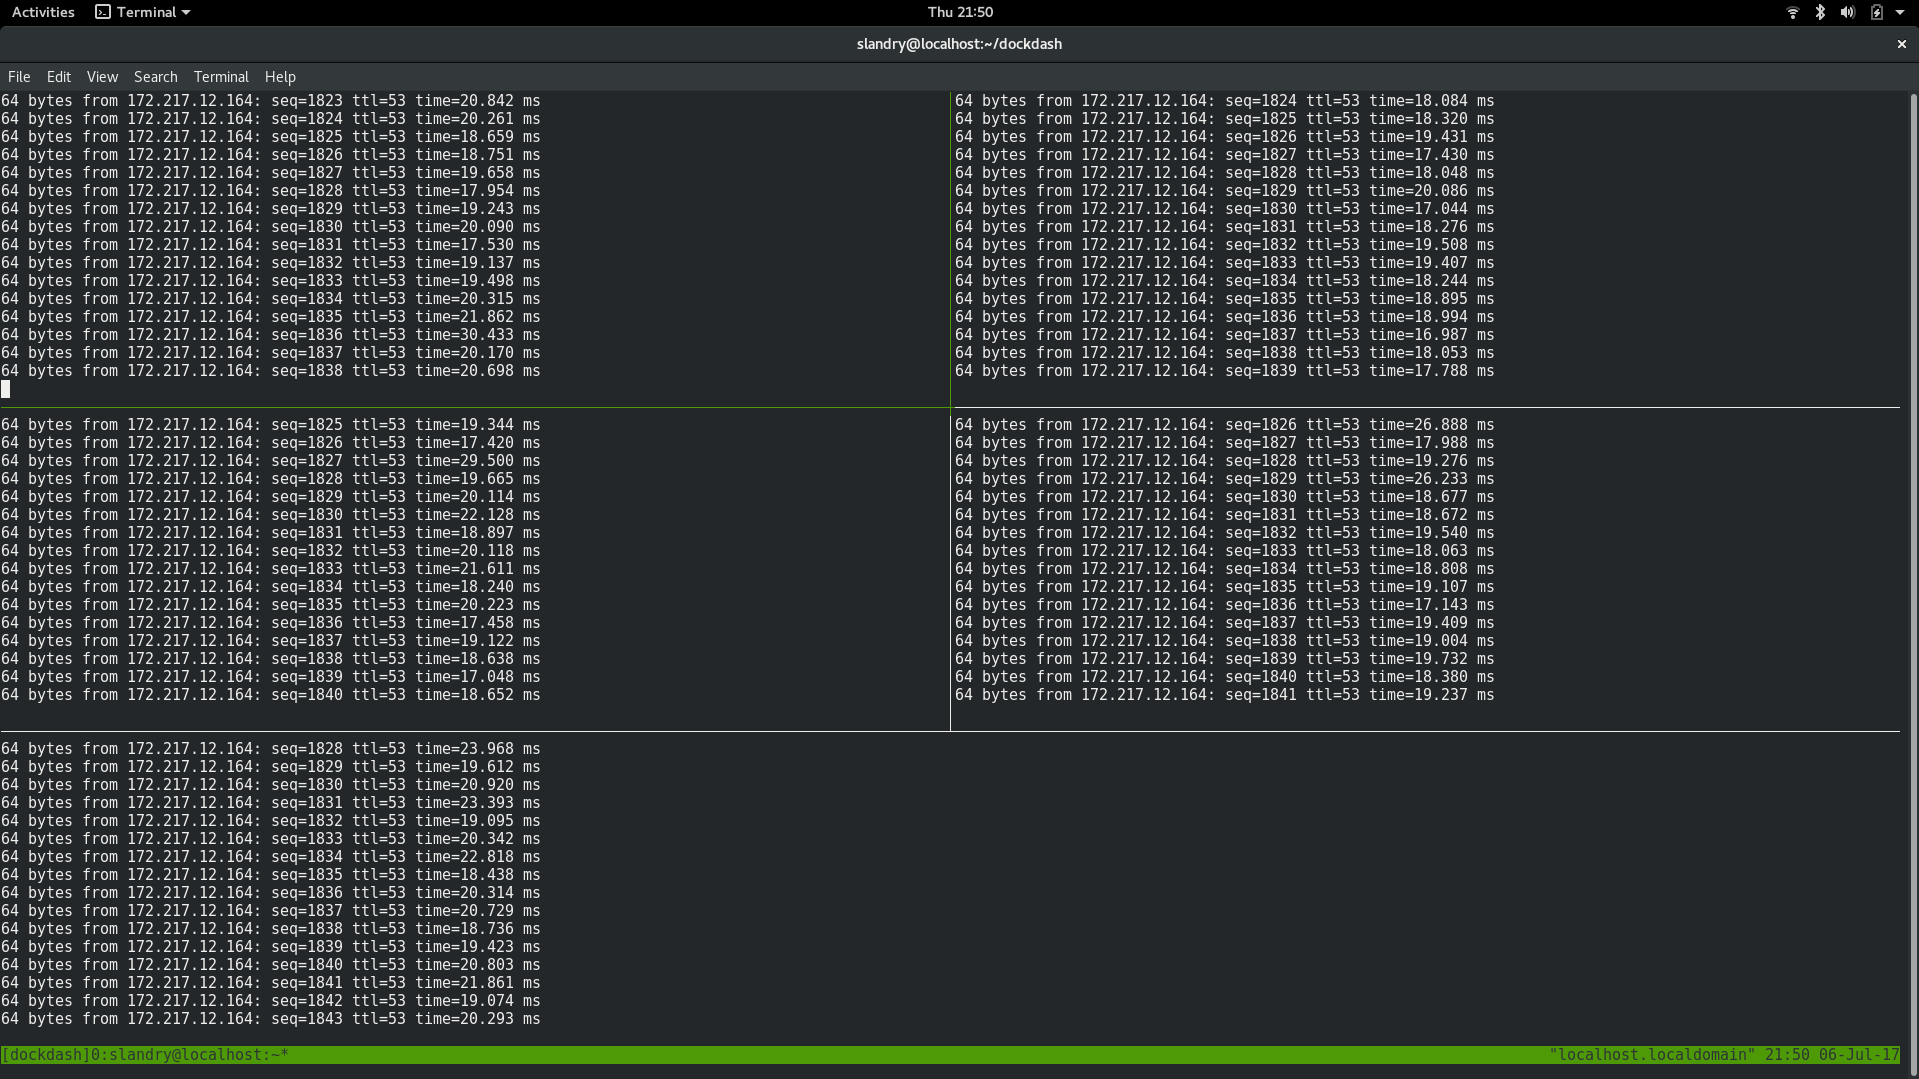 Activities Terminal Thu 21:50
slandry@localhost:~/dockdash
File Edit View Search Terminal Help
64 bytes from 172.217.12.164: seq=1823 ttl=53 time=20.842 ms
64 bytes from 172.217.12.164: seq=1824 ttl=53 time=20.261 ms
64 bytes from 172.217.12.164: seq=1825 ttl=53 time=18.659 ms
64 bytes from 172.217.12.164: seq=1826 ttl=53 time=18.751 ms
64 bytes from 172.217.12.164: seq=1827 ttl=53 time=19.658 ms
64 bytes from 172.217.12.164: seq=1828 ttl=53 time=17.954 ms
64 bytes from 172.217.12.164: seq=1829 ttl=53 time=19.243 ms
64 bytes from 172.217.12.164: seq=1830 ttl=53 time=20.090 ms
64 bytes from 172.217.12.164: seq=1831 ttl=53 time=17.530 ms
64 bytes from 172.217.12.164: seq=1832 ttl=53 time=19.137 ms
64 bytes from 172.217.12.164: seq=1833 ttl=53 time=19.498 ms
64 bytes from 172.217.12.164: seq=1834 ttl=53 time=20.315 ms
64 bytes from 172.217.12.164: seq=1835 ttl=53 time=21.862 ms
64 bytes from 172.217.12.164: seq=1836 ttl=53 time=30.433 ms
64 bytes from 172.217.12.164: seq=1837 ttl=53 time=20.170 ms
64 bytes from 172.217.12.164: seq=1838 ttl=53 time=20.698 ms
64 bytes from 172.217.12.164: seq=1824 ttl=53 time=18.084 ms
64 bytes from 172.217.12.164: seq=1825 ttl=53 time=18.320 ms
64 bytes from 172.217.12.164: seq=1826 ttl=53 time=19.431 ms
64 bytes from 172.217.12.164: seq=1827 ttl=53 time=17.430 ms
64 bytes from 172.217.12.164: seq=1828 ttl=53 time=18.048 ms
64 bytes from 172.217.12.164: seq=1829 ttl=53 time=20.086 ms
64 bytes from 172.217.12.164: seq=1830 ttl=53 time=17.044 ms
64 bytes from 172.217.12.164: seq=1831 ttl=53 time=18.276 ms
64 bytes from 172.217.12.164: seq=1832 ttl=53 time=19.508 ms
64 bytes from 172.217.12.164: seq=1833 ttl=53 time=19.407 ms
64 bytes from 172.217.12.164: seq=1834 ttl=53 time=18.244 ms
64 bytes from 172.217.12.164: seq=1835 ttl=53 time=18.895 ms
64 bytes from 172.217.12.164: seq=1836 ttl=53 time=18.994 ms
64 bytes from 172.217.12.164: seq=1837 ttl=53 time=16.987 ms
64 bytes from 172.217.12.164: seq=1838 ttl=53 time=18.053 ms
64 bytes from 172.217.12.164: seq=1839 ttl=53 time=17.788 ms
64 bytes from 172.217.12.164: seq=1825 ttl=53 time=19.344 ms
64 bytes from 172.217.12.164: seq=1826 ttl=53 time=17.420 ms
64 bytes from 172.217.12.164: seq=1827 ttl=53 time=29.500 ms
64 bytes from 172.217.12.164: seq=1828 ttl=53 time=19.665 ms
64 bytes from 172.217.12.164: seq=1829 ttl=53 time=20.114 ms
64 bytes from 172.217.12.164: seq=1830 ttl=53 time=22.128 ms
64 bytes from 172.217.12.164: seq=1831 ttl=53 time=18.897 ms
64 bytes from 172.217.12.164: seq=1832 ttl=53 time=20.118 ms
64 bytes from 172.217.12.164: seq=1833 ttl=53 time=21.611 ms
64 bytes from 172.217.12.164: seq=1834 ttl=53 time=18.240 ms
64 bytes from 172.217.12.164: seq=1835 ttl=53 time=20.223 ms
64 bytes from 172.217.12.164: seq=1836 ttl=53 time=17.458 ms
64 bytes from 172.217.12.164: seq=1837 ttl=53 time=19.122 ms
64 bytes from 172.217.12.164: seq=1838 ttl=53 time=18.638 ms
64 bytes from 172.217.12.164: seq=1839 ttl=53 time=17.048 ms
64 bytes from 172.217.12.164: seq=1840 ttl=53 time=18.652 ms
64 bytes from 172.217.12.164: seq=1826 ttl=53 time=26.888 ms
64 bytes from 172.217.12.164: seq=1827 ttl=53 time=17.988 ms
64 bytes from 172.217.12.164: seq=1828 ttl=53 time=19.276 ms
64 bytes from 172.217.12.164: seq=1829 ttl=53 time=26.233 ms
64 bytes from 172.217.12.164: seq=1830 ttl=53 time=18.677 ms
64 bytes from 172.217.12.164: seq=1831 ttl=53 time=18.672 ms
64 bytes from 172.217.12.164: seq=1832 ttl=53 time=19.540 ms
64 bytes from 172.217.12.164: seq=1833 ttl=53 time=18.063 ms
64 bytes from 172.217.12.164: seq=1834 ttl=53 time=18.808 ms
64 bytes from 172.217.12.164: seq=1835 ttl=53 time=19.107 ms
64 bytes from 172.217.12.164: seq=1836 ttl=53 time=17.143 ms
64 bytes from 172.217.12.164: seq=1837 ttl=53 time=19.409 ms
64 bytes from 172.217.12.164: seq=1838 ttl=53 time=19.004 ms
64 bytes from 172.217.12.164: seq=1839 ttl=53 time=19.732 ms
64 bytes from 172.217.12.164: seq=1840 ttl=53 time=18.380 ms
64 bytes from 172.217.12.164: seq=1841 ttl=53 time=19.237 ms
64 bytes from 172.217.12.164: seq=1828 ttl=53 time=23.968 ms
64 bytes from 172.217.12.164: seq=1829 ttl=53 time=19.612 ms
64 bytes from 172.217.12.164: seq=1830 ttl=53 time=20.920 ms
64 bytes from 172.217.12.164: seq=1831 ttl=53 time=23.393 ms
64 bytes from 172.217.12.164: seq=1832 ttl=53 time=19.095 ms
64 bytes from 172.217.12.164: seq=1833 ttl=53 time=20.342 ms
64 bytes from 172.217.12.164: seq=1834 ttl=53 time=22.818 ms
64 bytes from 172.217.12.164: seq=1835 ttl=53 time=18.438 ms
64 bytes from 172.217.12.164: seq=1836 ttl=53 time=20.314 ms
64 bytes from 172.217.12.164: seq=1837 ttl=53 time=20.729 ms
64 bytes from 172.217.12.164: seq=1838 ttl=53 time=18.736 ms
64 bytes from 172.217.12.164: seq=1839 ttl=53 time=19.423 ms
64 bytes from 172.217.12.164: seq=1840 ttl=53 time=20.803 ms
64 bytes from 172.217.12.164: seq=1841 ttl=53 time=21.861 ms
64 bytes from 172.217.12.164: seq=1842 ttl=53 time=19.074 ms
64 bytes from 172.217.12.164: seq=1843 ttl=53 time=20.293 ms
[dockdash]0:slandry@localhost:~* "localhost.localdomain" 21:50 06-Jul-17